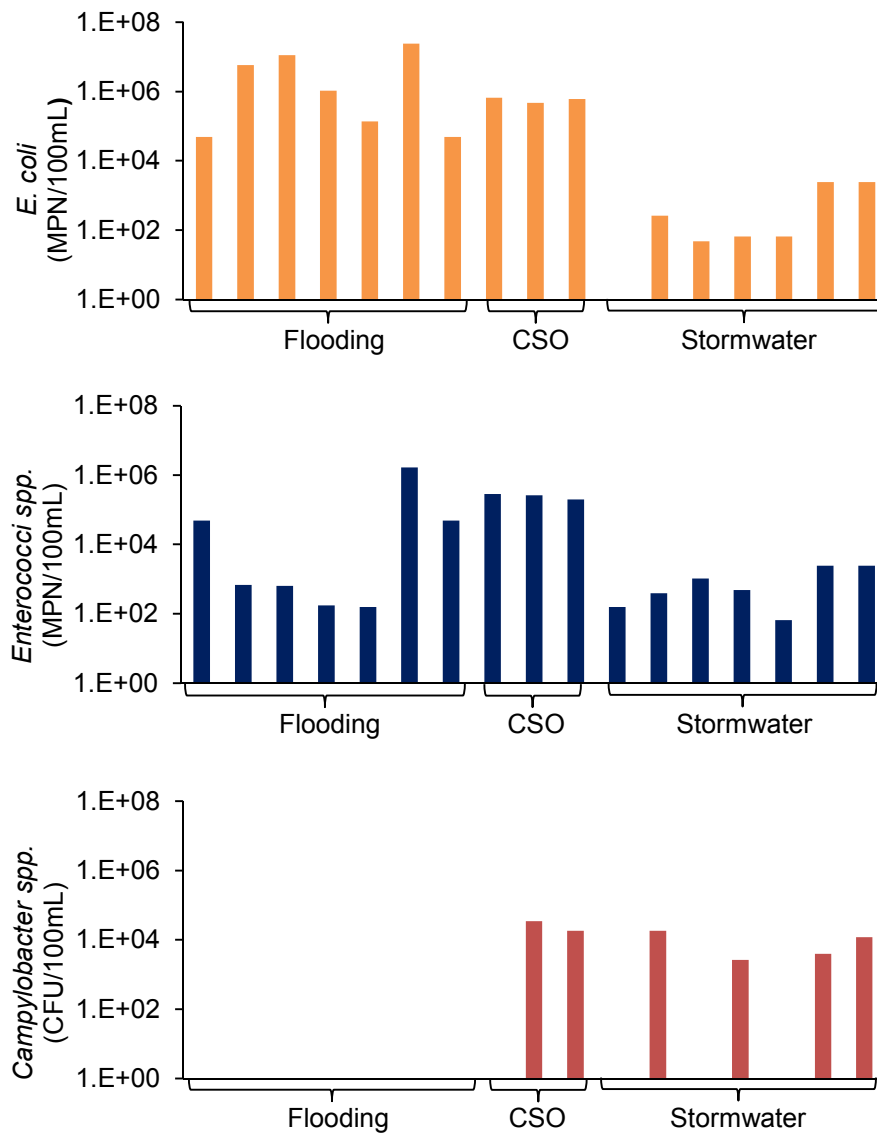 E. coli
(MPN/100mL)
1.E+08
1.E+06
1.E+04
1.E+02
1.E+00
Flooding CSO Stormwater
Enterococci spp.
(MPN/100mL)
1.E+08
1.E+06
1.E+04
1.E+02
1.E+00
Flooding CSO Stormwater
Campylobacter spp.
(CFU/100mL)
1.E+08
1.E+06
1.E+04
1.E+02
1.E+00
Flooding CSO Stormwater